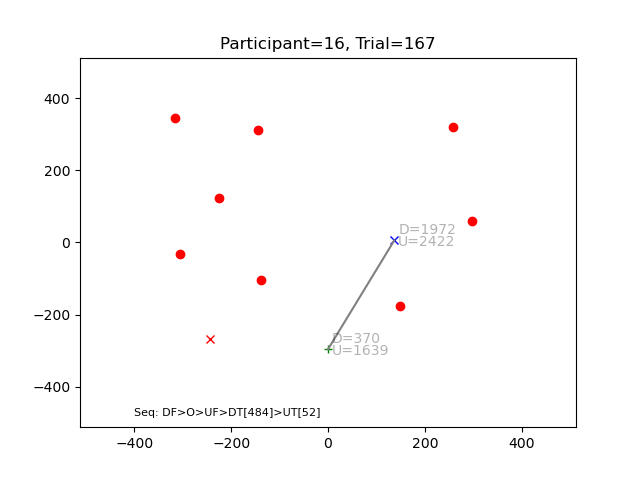 Participant=16, Trial=167
400
200
0
−200
−400
D=1972
U=2422
D=370
U=1639
Seq: DF>O>UF>DT[484]>UT[52]
−400
−200
0
200
400